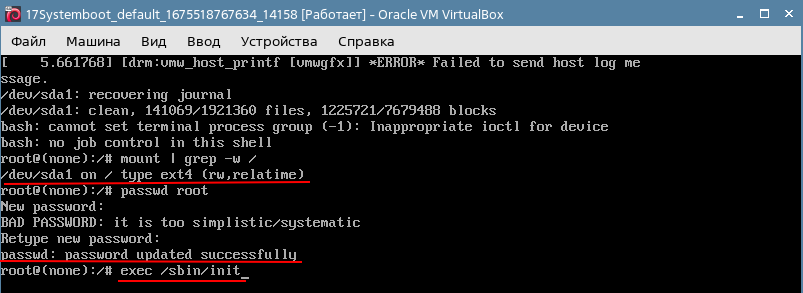 17Systemboot_default_1675518767634_14158 [Работает] - Oracle VM VirtualBox
Файл Машина Вид Ввод Устройства Справка
[    5.661768] [drm:vmw_host_printf [vmwgfx]] *ERROR* Failed to send host log me
ssage.
/dev/sda1: recovering journal
/dev/sda1: clean, 141069/1921360 files, 1225721/7679488 blocks
bash: cannot set terminal process group (-1): Inappropriate ioctl for device
bash: no job control in this shell
root@(none):/# mount | grep -w /
/dev/sda1 on / type ext4 (rw,relatime)
root@(none):/# passwd root
New password:
BAD PASSWORD: it is too simplistic/systematic
Retype new password:
passwd: password updated successfully
root@(none):/# exec /sbin/init_